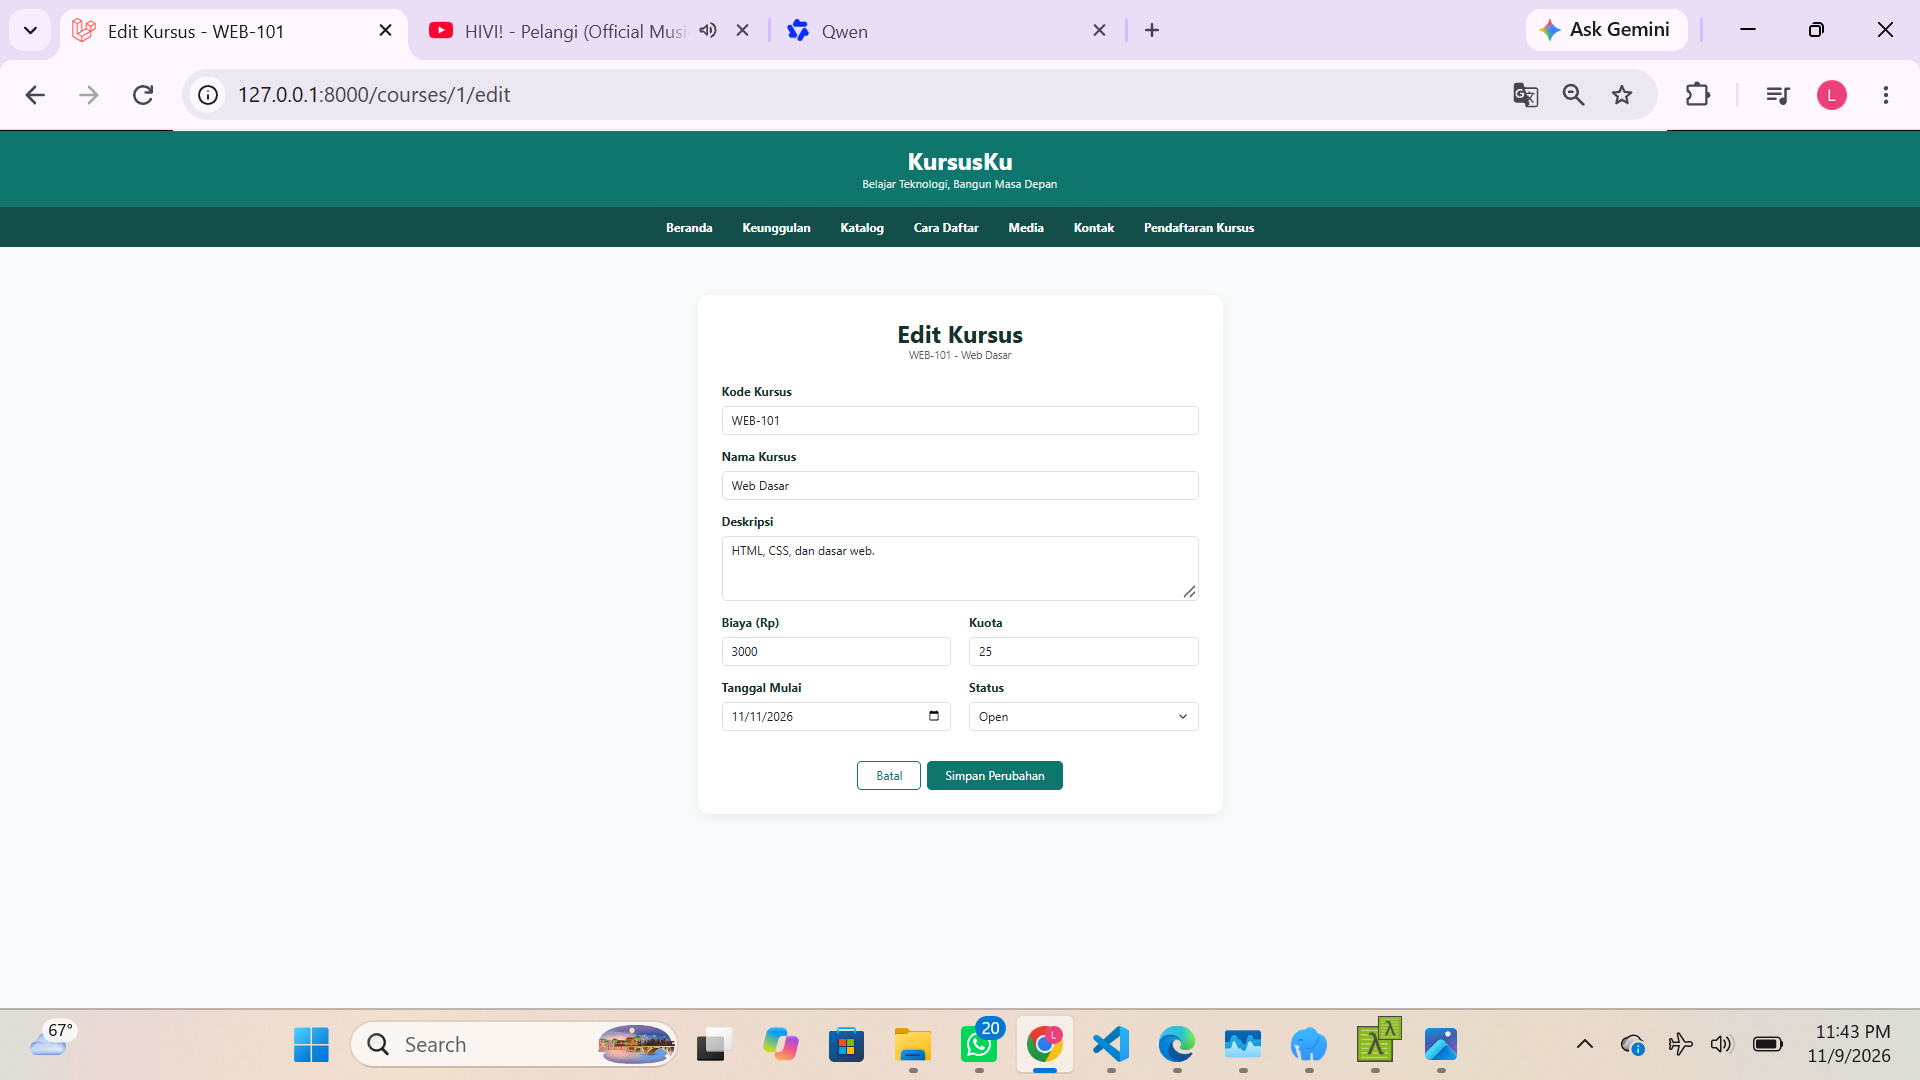 Edit Kursus - WEB-101
HIVI! - Pelangi (Official Musi
Qwen
Ask Gemini
127.0.0.1:8000/courses/1/edit
L
KursusKu
Belajar Teknologi, Bangun Masa Depan
Beranda Keunggulan Katalog Cara Daftar Media Kontak Pendaftaran Kursus
Edit Kursus
WEB-101 - Web Dasar
Kode Kursus
WEB-101
Nama Kursus
Web Dasar
Deskripsi
HTML, CSS, dan dasar web.
Biaya (Rp) Kuota
3000 25
Tanggal Mulai Status
11/11/2026 Open
Batal Simpan Perubahan
67°
Search
20
L
λ
λ
11:43 PM
11/9/2026